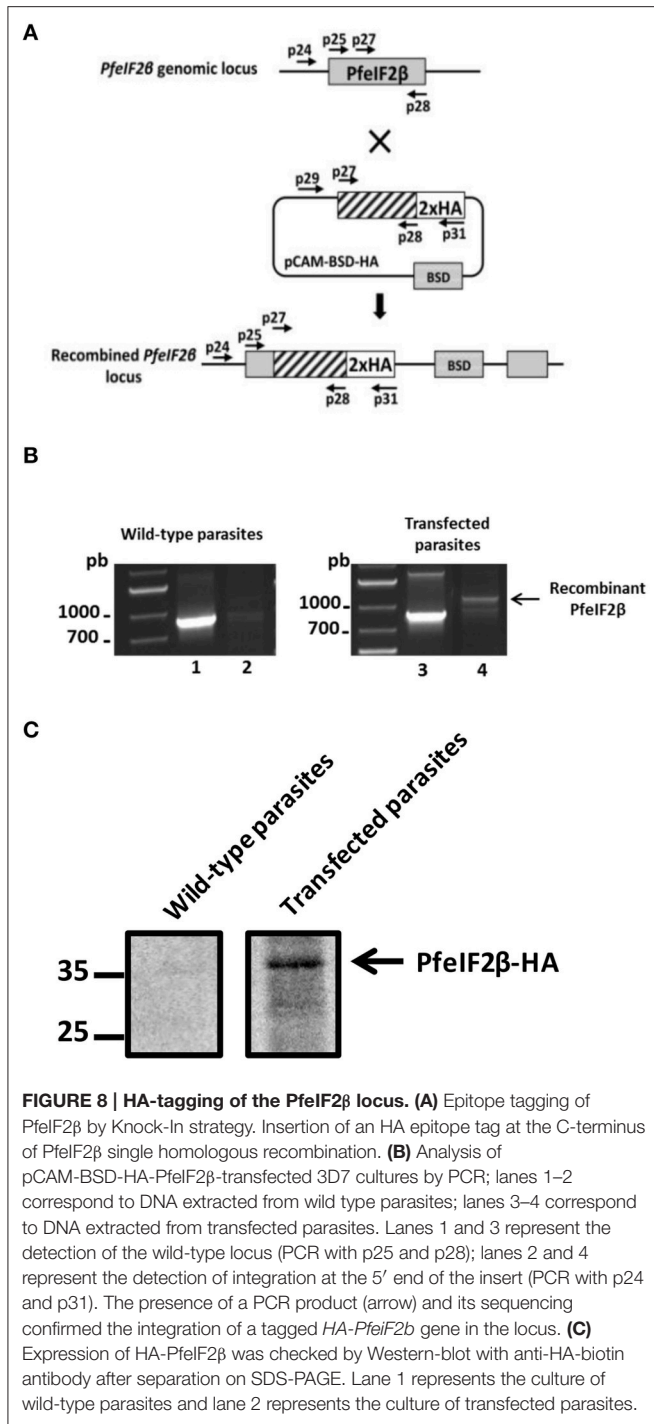 A
p24
p25
p27
PfeIF2β genomic locus
PfeIF2β
p28
p29
p27
2xHA
p28
p31
pCAM-BSD-HA
BSD
p27
p25
p24
Recombined PfeIF2β
locus
2xHA
BSD
p28
p31
B
Wild-type parasites
Transfected
parasites
pb
1000
700
1
2
pb
1000
700
3
4
Recombinant
PfeIF2β
C
Wild-type parasites
Transfected parasites
35
25
PfeIF2β-HA
FIGURE 8 | HA-tagging of the PfeIF2β locus. (A) Epitope tagging of
PfeIF2β by Knock-In strategy. Insertion of an HA epitope tag at the C-terminus
of PfeIF2β single homologous recombination. (B) Analysis of
pCAM-BSD-HA-PfeIF2β-transfected 3D7 cultures by PCR; lanes 1–2
correspond to DNA extracted from wild type parasites; lanes 3–4 correspond
to DNA extracted from transfected parasites. Lanes 1 and 3 represent the
detection of the wild-type locus (PCR with p25 and p28); lanes 2 and 4
represent the detection of integration at the 5′ end of the insert (PCR with p24
and p31). The presence of a PCR product (arrow) and its sequencing
confirmed the integration of a tagged HA-PfeiF2b gene in the locus. (C)
Expression of HA-PfeIF2β was checked by Western-blot with anti-HA-biotin
antibody after separation on SDS-PAGE. Lane 1 represents the culture of
wild-type parasites and lane 2 represents the culture of transfected parasites.